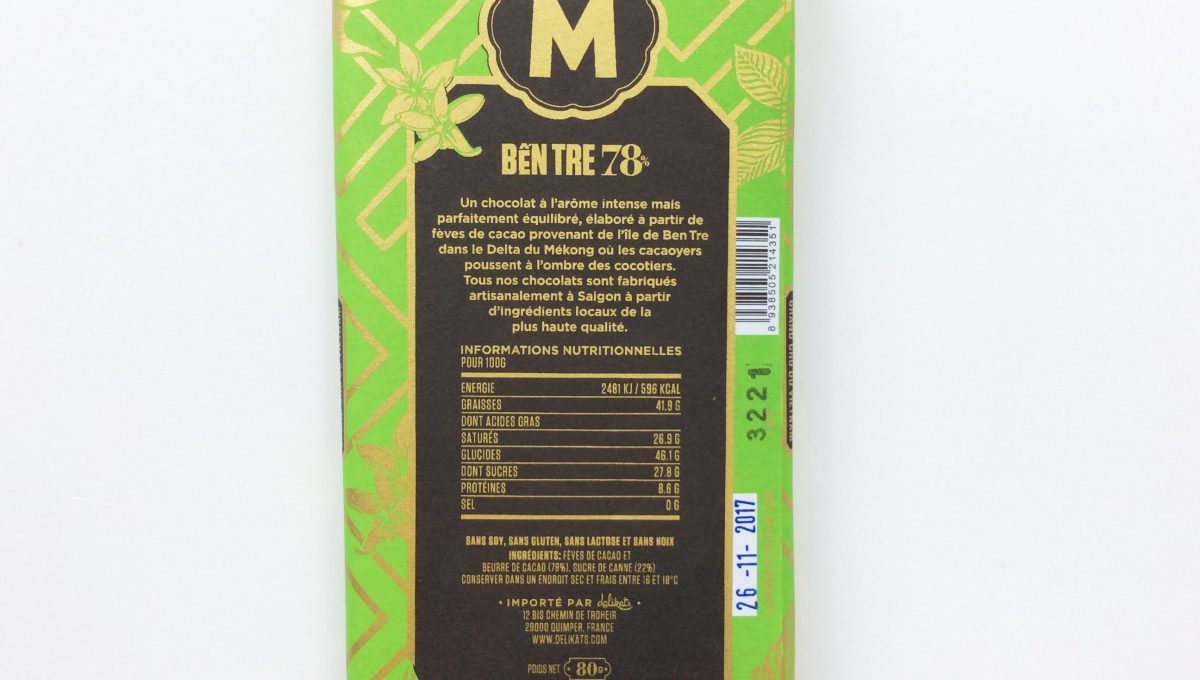 M
BẾN TRE 78%
Un chocolat à l'arôme intense mais
parfaitement équilibré, élaboré à partir de
fèves de cacao provenant de l'île de Ben Tre
dans le Delta du Mékong où les cacaoyers
poussent à l'ombre des cocotiers.
Tous nos chocolats sont fabriqués
artisanalement à Saigon à partir
d'ingrédients locaux de la
plus haute qualité.
INFORMATIONS NUTRITIONNELLES
POUR 100G
ENERGIE 2481 KJ / 596 KCAL
GRAISSES 41.9 G
DONT ACIDES GRAS
SATURÉS 26.9 G
GLUCIDES 46.1 G
DONT SUCRES 27.8 G
PROTÉINES 8.6 G
SEL 0 G
SANS SOY, SANS GLUTEN, SANS LACTOSE ET SANS NOIX
INGRÉDIENTS: FÈVES DE CACAO ET
BEURRE DE CACAO (78%), SUCRE DE CANNE (22%)
CONSERVER DANS UN ENDROIT SEC ET FRAIS ENTRE 16 ET 18°C
• IMPORTÉ PAR delikats •
12 BIS CHEMIN DE TROHEIR
29000 QUIMPER, FRANCE
WWW.DELIKATS.COM
POIDS NET 80g
8 938505 214351
3221
26 -11- 2017